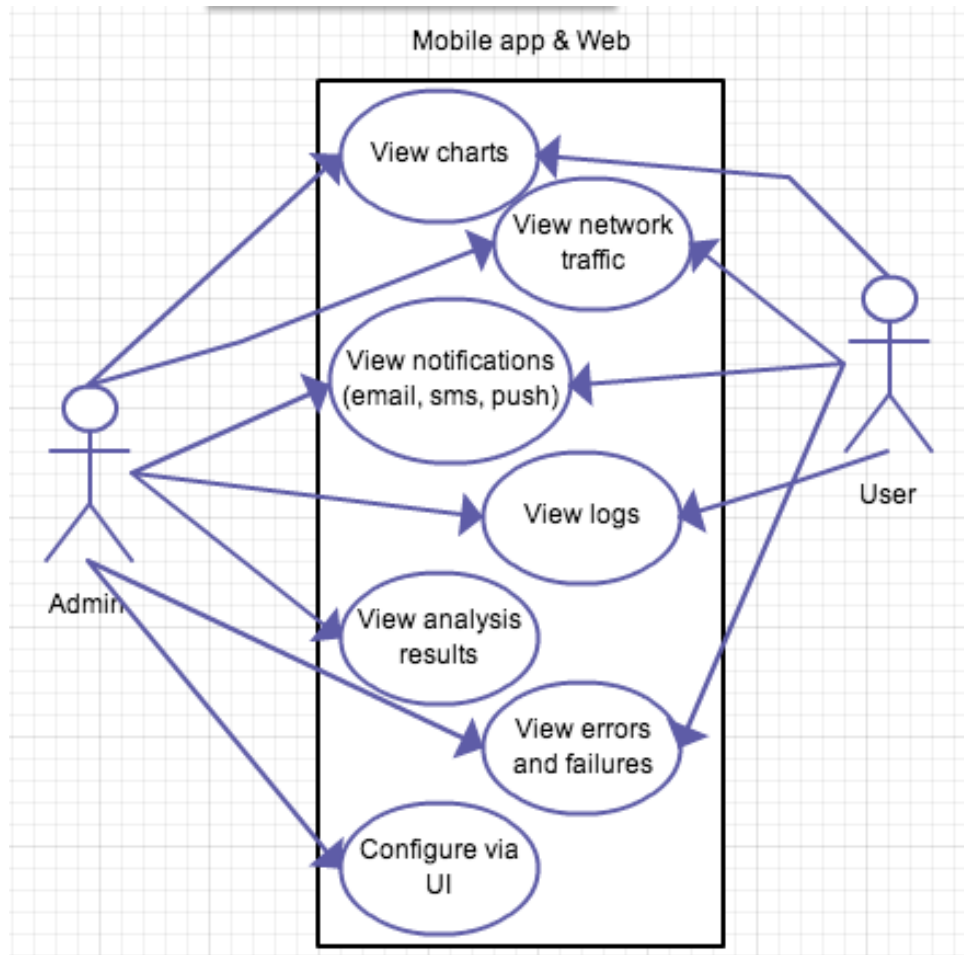 Mobile app & Web
View charts
View network
traffic
View notifications
(email, sms, push)
User
View logs
Admin
View analysis
results
View errors
and failures
Configure via
UI